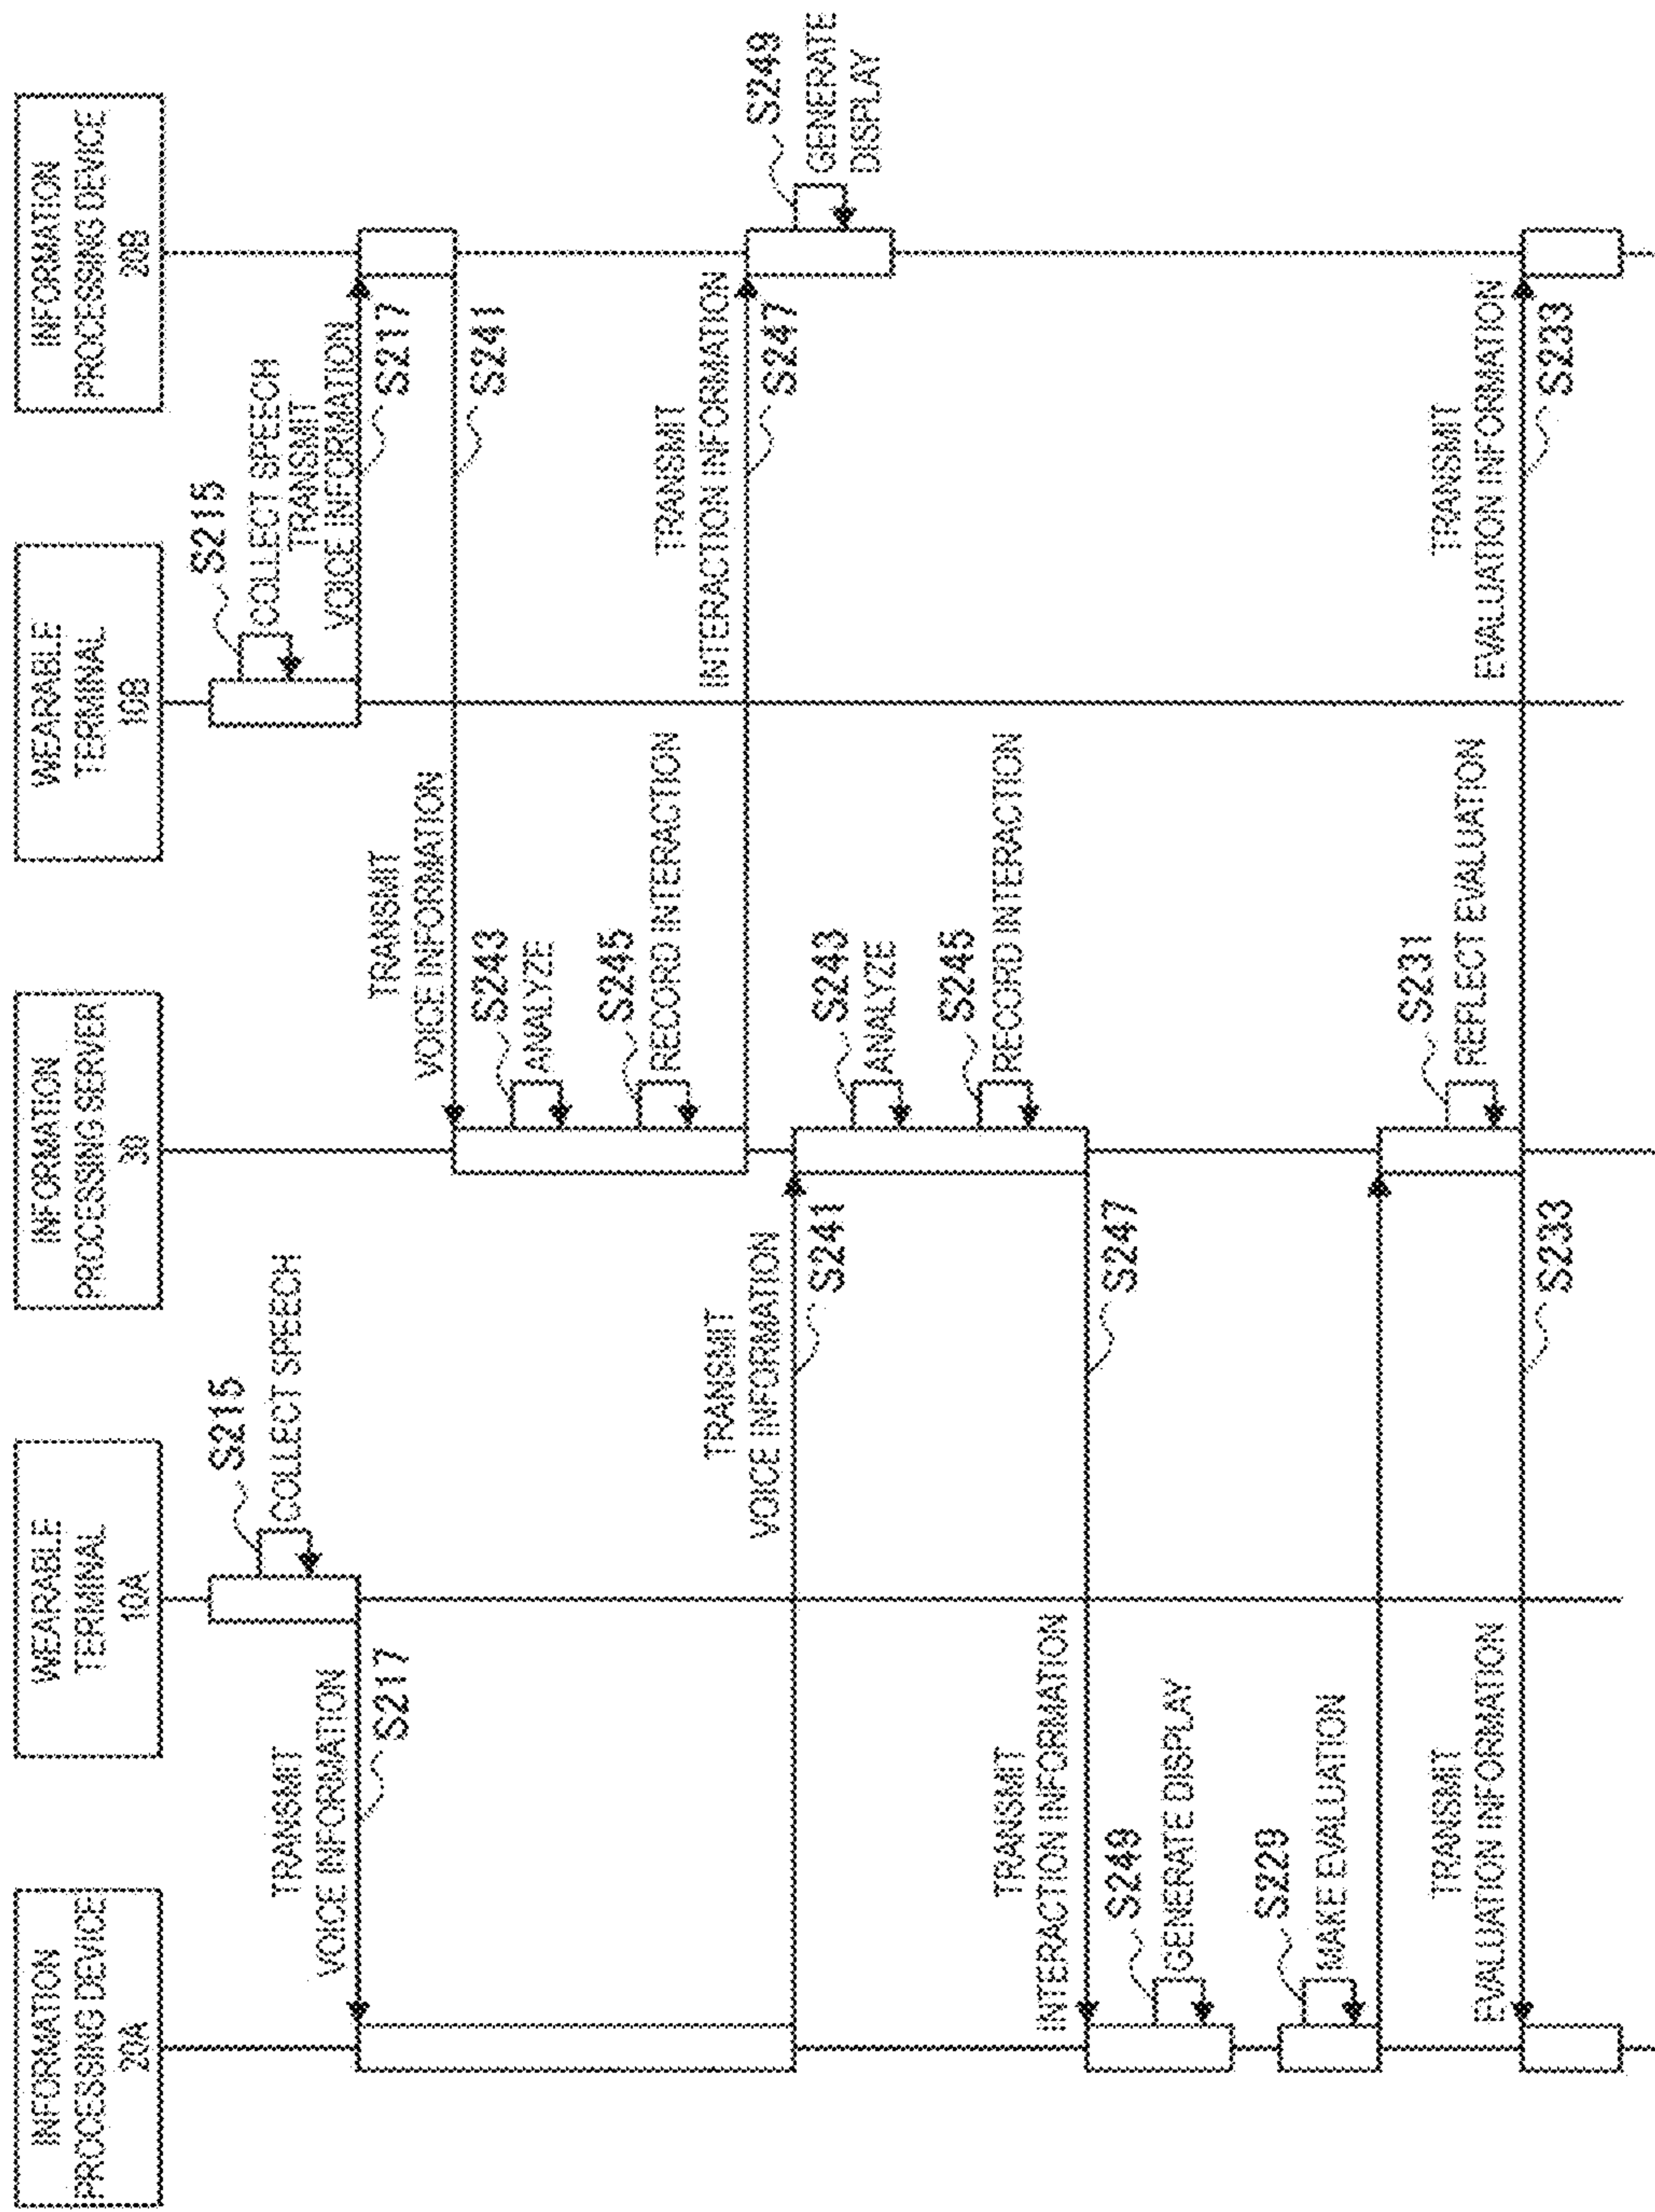 INFORMATION
PROCESSING DEVICE
20A
WEARABLE
TERMINAL
10A
INFORMATION
PROCESSING SERVER
30
WEARABLE
TERMINAL
10B
INFORMATION
PROCESSING DEVICE
20B
S215
COLLECT SPEECH
S215
COLLECT SPEECH
TRANSMIT
VOICE INFORMATION
S217
TRANSMIT
VOICE INFORMATION
S217
TRANSMIT
VOICE INFORMATION
S241
S243
ANALYZE
S245
RECORD INTERACTION
TRANSMIT
INTERACTION INFORMATION
S247
S249
GENERATE
DISPLAY
TRANSMIT
VOICE INFORMATION
S241
S243
ANALYZE
S245
RECORD INTERACTION
TRANSMIT
INTERACTION INFORMATION
S247
S249
GENERATE DISPLAY
S229
MAKE EVALUATION
S231
REFLECT EVALUATION
TRANSMIT
EVALUATION INFORMATION
S233
TRANSMIT
EVALUATION INFORMATION
S233